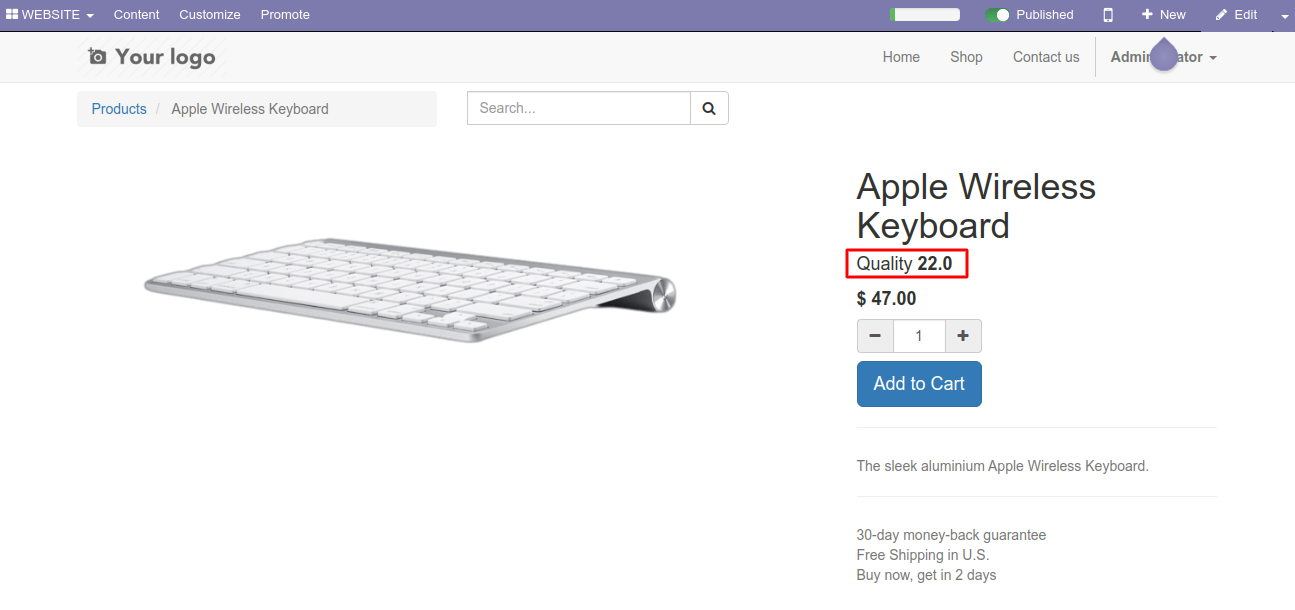 WEBSITE Content Customize Promote Published New Edit
Your logo Home Shop Contact us Admin ator
Products / Apple Wireless Keyboard Search...
Apple Wireless
Keyboard
Quality 22.0
$ 47.00
− 1 +
Add to Cart
The sleek aluminium Apple Wireless Keyboard.
30-day money-back guarantee
Free Shipping in U.S.
Buy now, get in 2 days